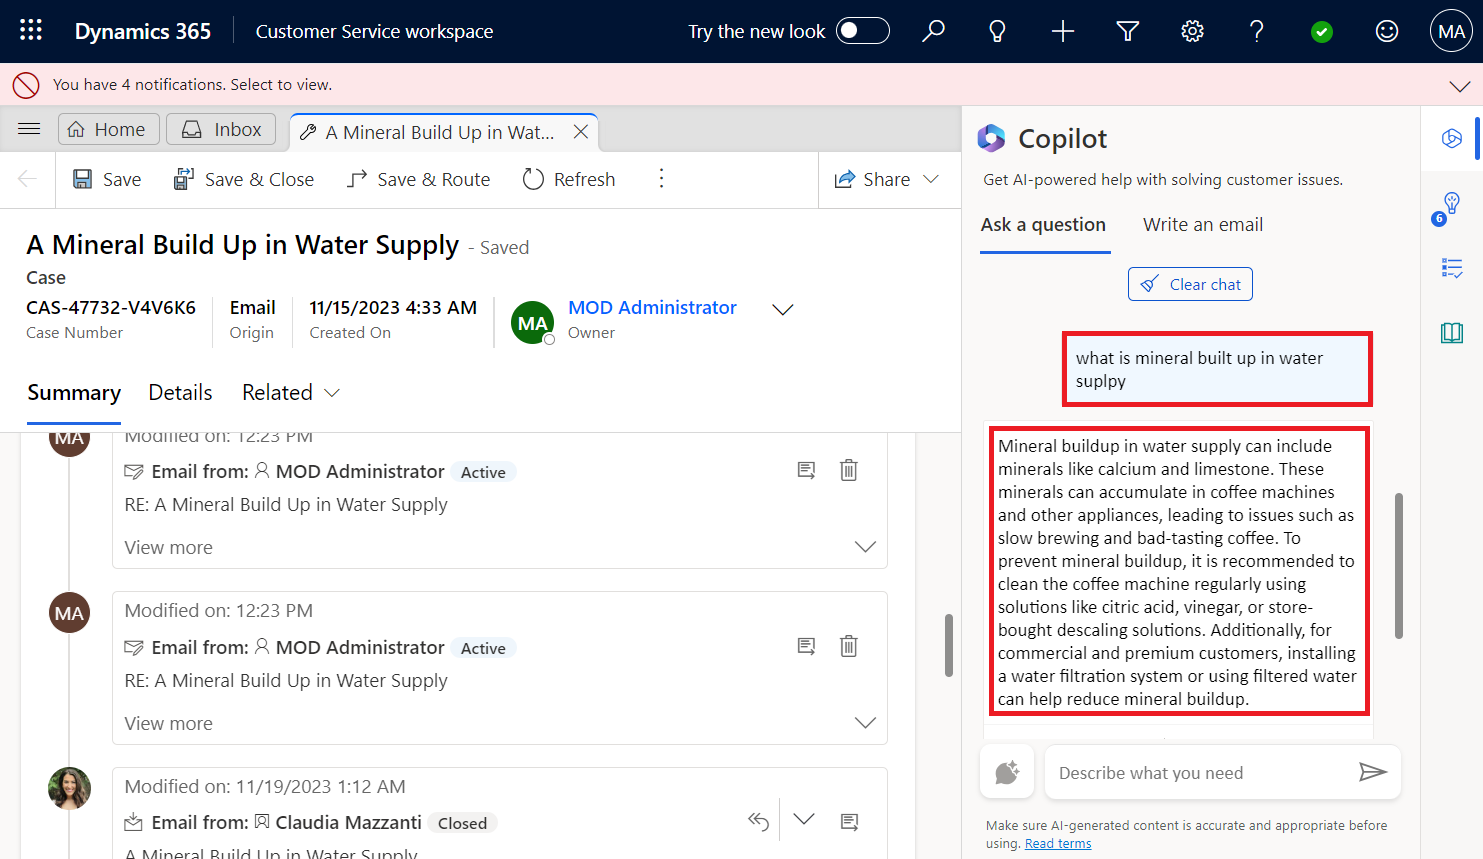 Dynamics 365
Customer Service workspace
Try the new look
MA
You have 4 notifications. Select to view.
Home
Inbox
A Mineral Build Up in Wat...
Save
Save & Close
Save & Route
Refresh
Share
A Mineral Build Up in Water Supply - Saved
Case
CAS-47732-V4V6K6
Case Number
Email
Origin
11/15/2023 4:33 AM
Created On
MA
MOD Administrator
Owner
Summary
Details
Related
MA
Modified on: 12:23 PM
Email from: MOD Administrator Active
RE: A Mineral Build Up in Water Supply
View more
MA
Modified on: 12:23 PM
Email from: MOD Administrator Active
RE: A Mineral Build Up in Water Supply
View more
Modified on: 11/19/2023 1:12 AM
Email from: Claudia Mazzanti Closed
A Mineral Build Up in Water Supply
Copilot
Get AI-powered help with solving customer issues.
Ask a question
Write an email
Clear chat
what is mineral built up in water
suplpy
Mineral buildup in water supply can include
minerals like calcium and limestone. These
minerals can accumulate in coffee machines
and other appliances, leading to issues such as
slow brewing and bad-tasting coffee. To
prevent mineral buildup, it is recommended to
clean the coffee machine regularly using
solutions like citric acid, vinegar, or store-
bought descaling solutions. Additionally, for
commercial and premium customers, installing
a water filtration system or using filtered water
can help reduce mineral buildup.
Describe what you need
Make sure AI-generated content is accurate and appropriate before
using. Read terms
6